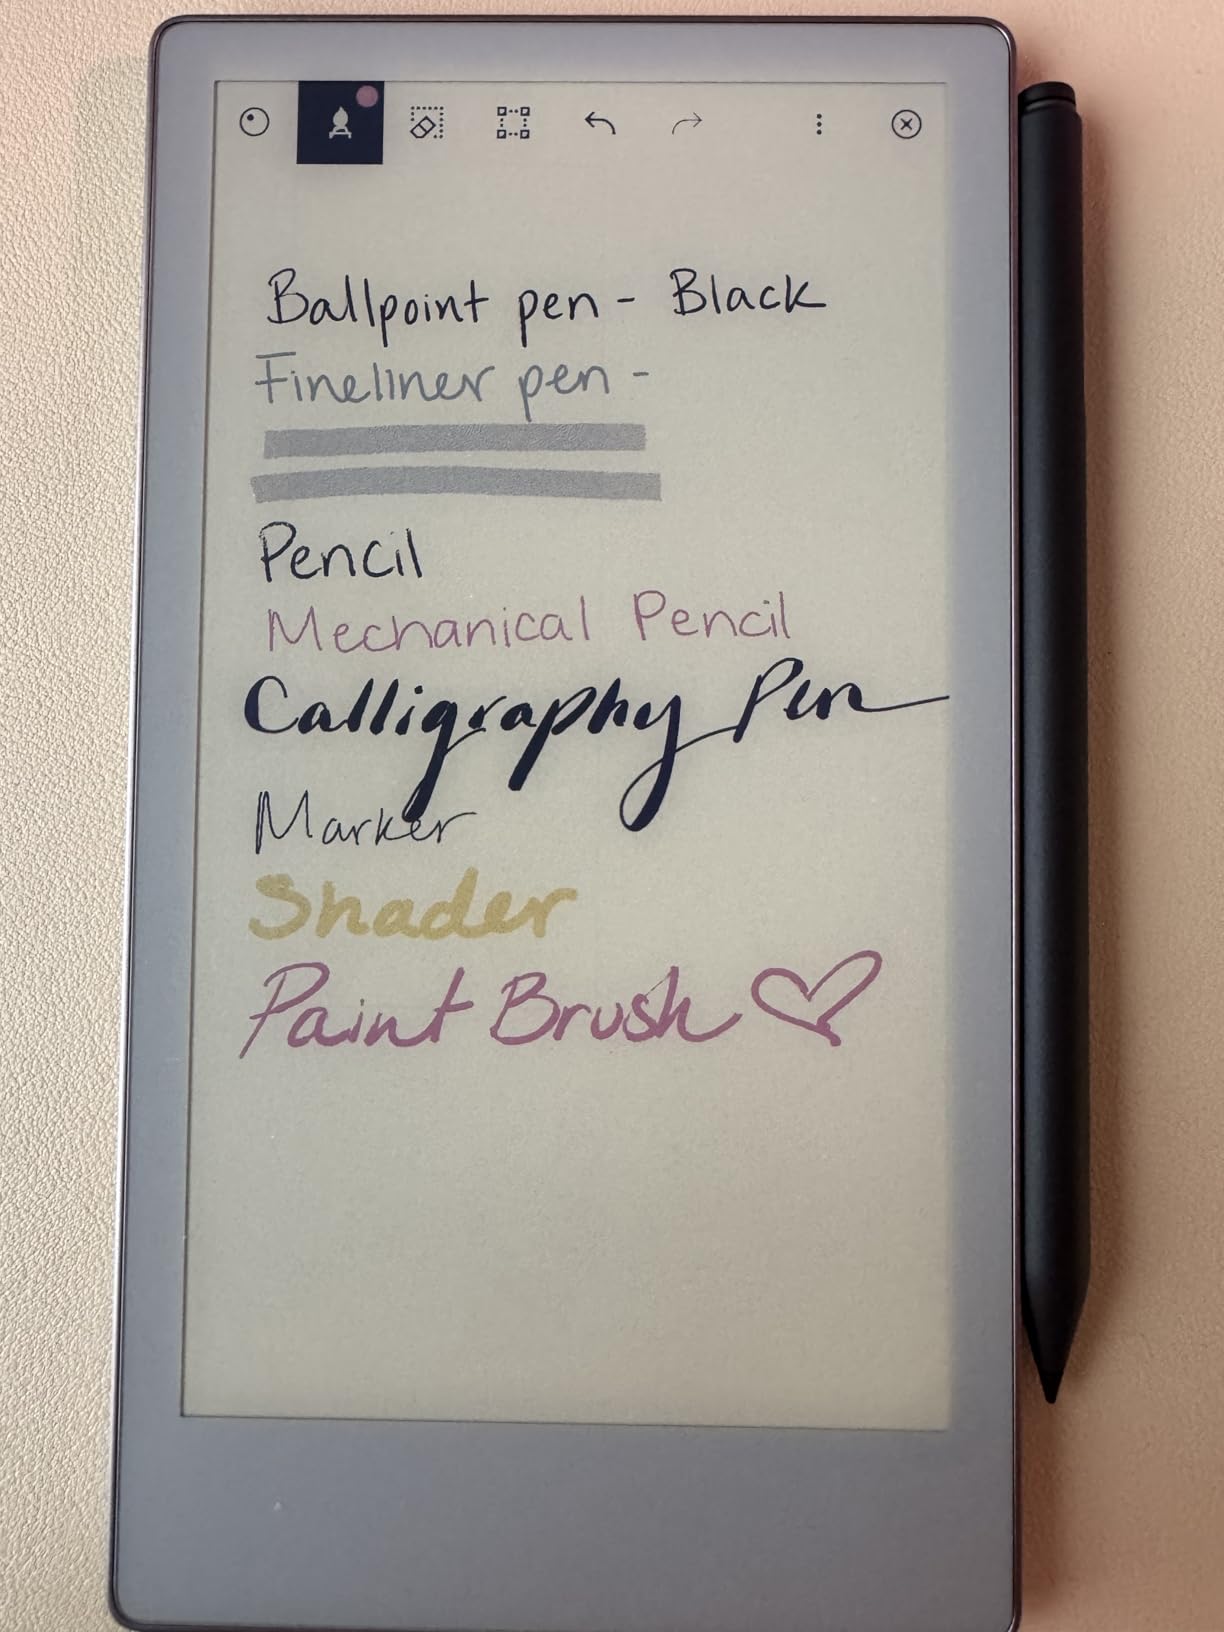 Ballpoint pen - Black
Fineliner pen -
Pencil
Mechanical Pencil
Calligraphy Pen
Marker
Shader
Paint Brush